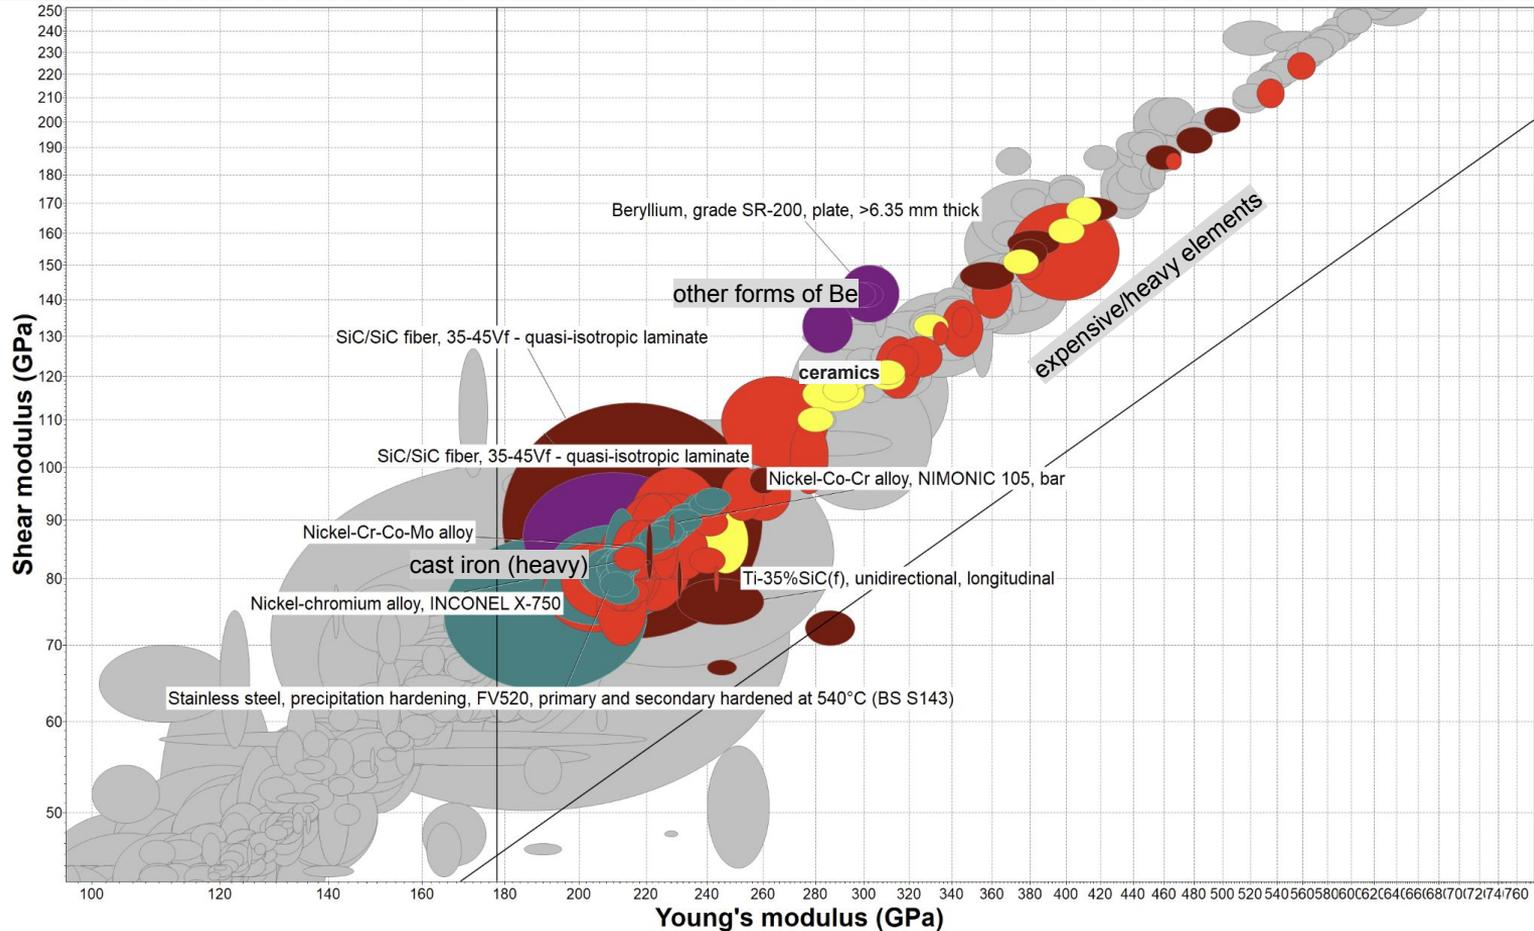 250
240
230
220
210
200
190
180
170
160
150
140
130
120
110
100
90
80
70
60
50
Shear modulus (GPa)
Beryllium, grade SR-200, plate, >6.35 mm thick
other forms of Be
expensive/heavy elements
SiC/SiC fiber, 35-45Vf - quasi-isotropic laminate
ceramics
SiC/SiC fiber, 35-45Vf - quasi-isotropic laminate
Nickel-Co-Cr alloy, NIMONIC 105, bar
Nickel-Cr-Co-Mo alloy
cast iron (heavy)
Ti-35%SiC(f), unidirectional, longitudinal
Nickel-chromium alloy, INCONEL X-750
Stainless steel, precipitation hardening, FV520, primary and secondary hardened at 540°C (BS S143)
100 120 140 160 180 200 220 240 260 280 300 320 340 360 380 400 420 440 460 480 500 520 540 560 580 600 760
Young's modulus (GPa)